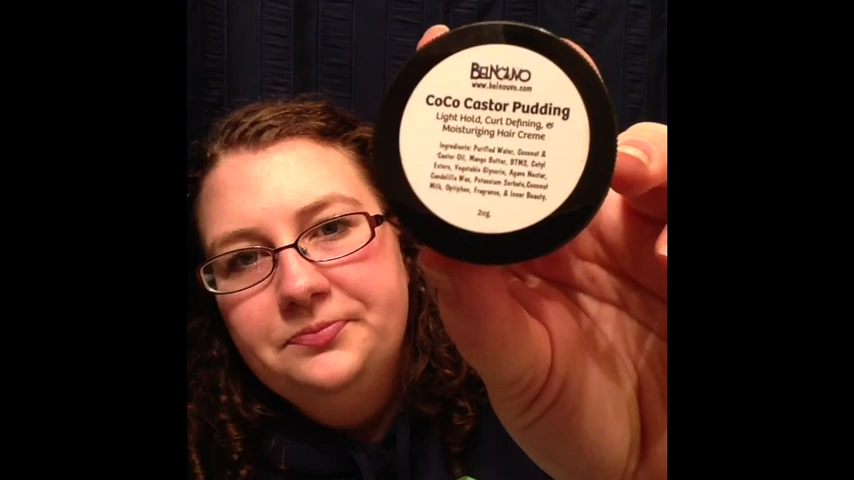 BELNOUVO
www.belnouvo.com
CoCo Castor Pudding
Light Hold, Curl Defining, &
Moisturizing Hair Creme
Ingredients: Purified Water, Coconut &
Castor Oil, Mango Butter, BTMS, Cetyl
Esters, Vegetable Glycerin, Agave Nectar,
Candelilla Wax, Potassium Sorbate,Coconut
Milk, Optiphen, Fragrance, & Inner Beauty.
2oz